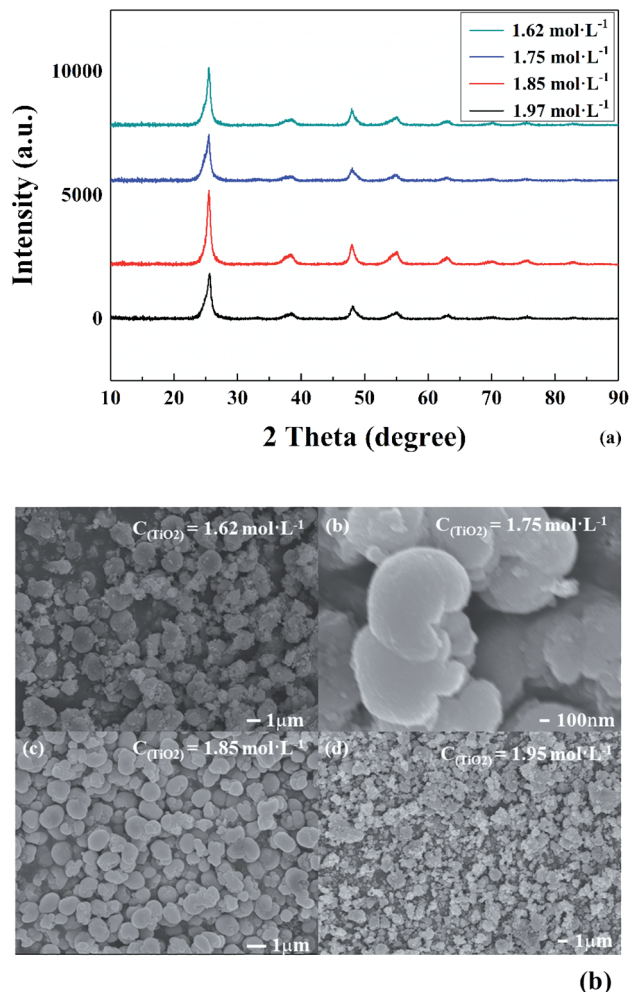 1.62 mol·L⁻¹
1.75 mol·L⁻¹
1.85 mol·L⁻¹
1.97 mol·L⁻¹
10000
5000
0
Intensity (a.u.)
10 20 30 40 50 60 70 80 90
2 Theta (degree)
(a)
C(TiO2) = 1.62 mol·L⁻¹
1μm
(b) C(TiO2) = 1.75 mol·L⁻¹
100nm
(c) C(TiO2) = 1.85 mol·L⁻¹
1μm
(d) C(TiO2) = 1.95 mol·L⁻¹
1μm
(b)